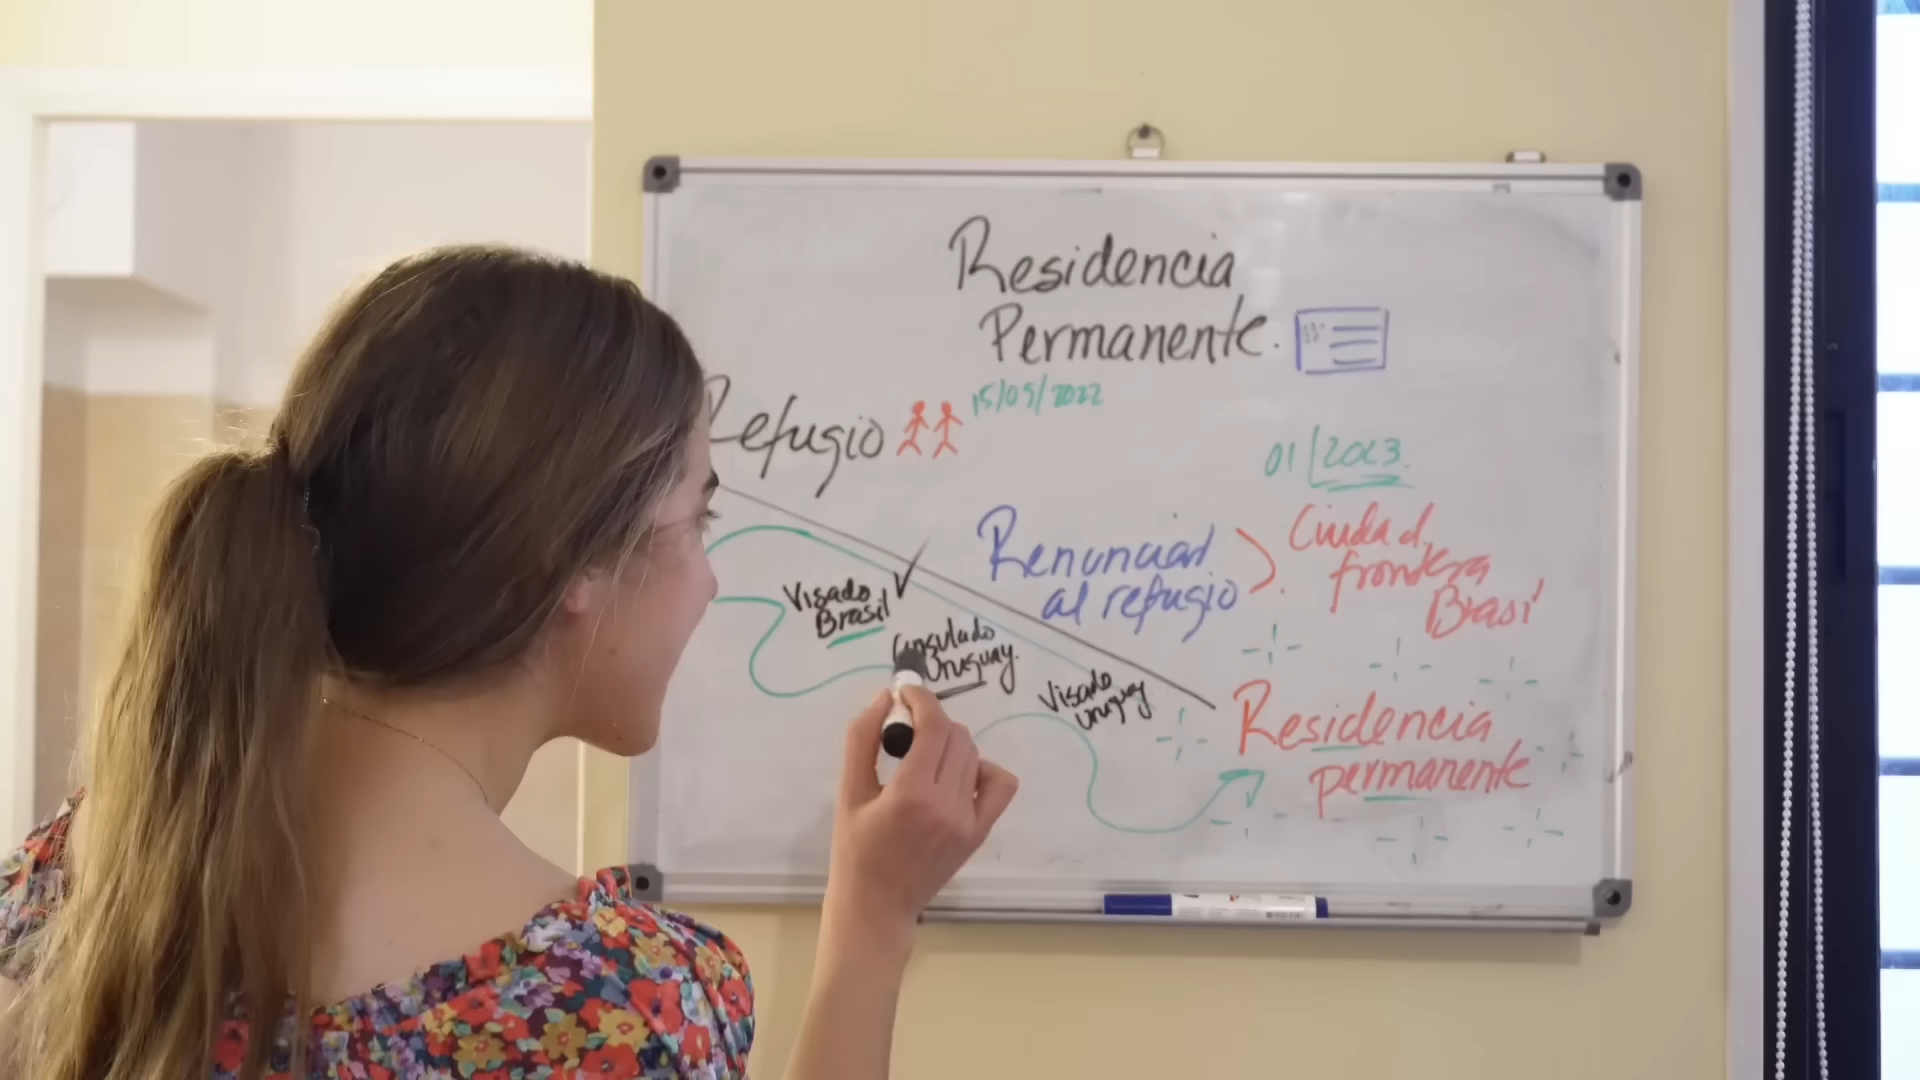 Residencia
Permanente.
Refugio
15/09/2022
01/2023.
Renunciar
al refugio
Ciudad
frontera
Brasil
Visado
Brasil
Consulado
Uruguay.
Visado
Uruguay
Residencia
permanente